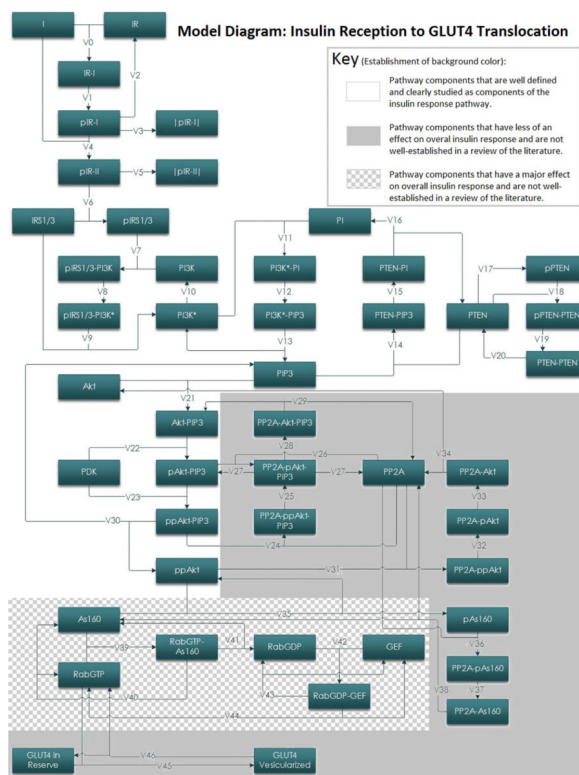 Model Diagram: Insulin Reception to GLUT4 Translocation
I
IR
V0
IR-I
V2
V1
pIR-I
V3
|pIR-I|
V4
pIR-II
V5
|pIR-II|
V6
Key (Establishment of background color):
Pathway components that are well defined
and clearly studied as components of the
insulin response pathway.
Pathway components that have less of an
effect on overal insulin response and are not
well-established in a review of the literature.
Pathway components that have a major effect
on overall insulin response and are not well-
established in a review of the literature.
IRS1/3
pIRS1/3
PI
V16
V7
V11
pIRS1/3-PI3K
PI3K
PI3K*-PI
PTEN-PI
V17
pPTEN
V8
V10
V12
V15
V18
pIRS1/3-PI3K*
PI3K*
PI3K*-PIP3
PTEN-PIP3
PTEN
pPTEN-PTEN
V9
V13
V14
V19
V20
PTEN-PTEN
PIP3
Akt
V21
V29
Akt-PIP3
PP2A-Akt-PIP3
V22
V28
V26
V34
PDK
pAkt-PIP3
V27
PP2A-pAkt-
PIP3
V27
PP2A
PP2A-Akt
V23
V25
V33
ppAkt-PIP3
PP2A-ppAkt-
PIP3
PP2A-pAkt
V30
V24
V32
ppAkt
V31
PP2A-ppAkt
As160
V35
pAs160
V39
RabGTP-
As160
V41
RabGDP
V42
GEF
V36
RabGTP
PP2A-pAs160
V40
V43
RabGDP-GEF
V38
V37
V44
PP2A-As160
GLUT4 in
Reserve
V46
V45
GLUT4
Vesicularized